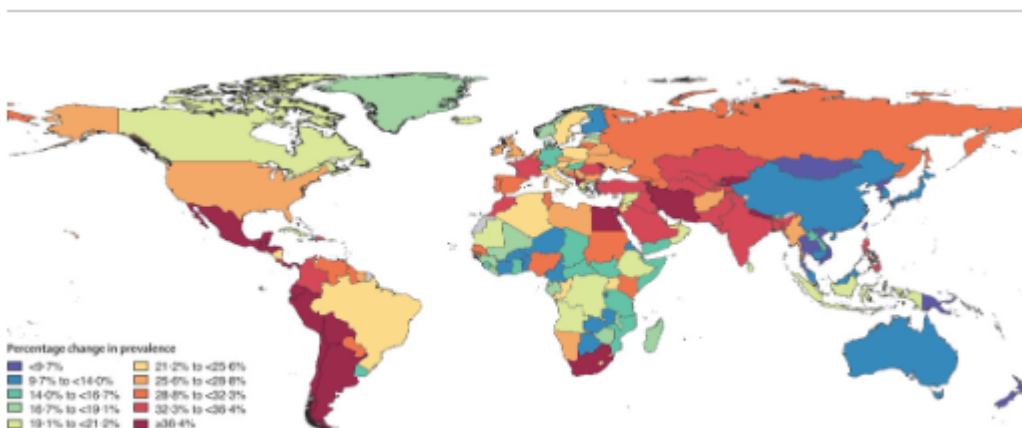 Percentage change in prevalence
<9·7%
9·7% to <14·0%
14·0% to <16·7%
16·7% to <19·1%
19·1% to <21·2%
21·2% to <25·6%
25·6% to <28·8%
28·8% to <32·3%
32·3% to <36·4%
≥36·4%